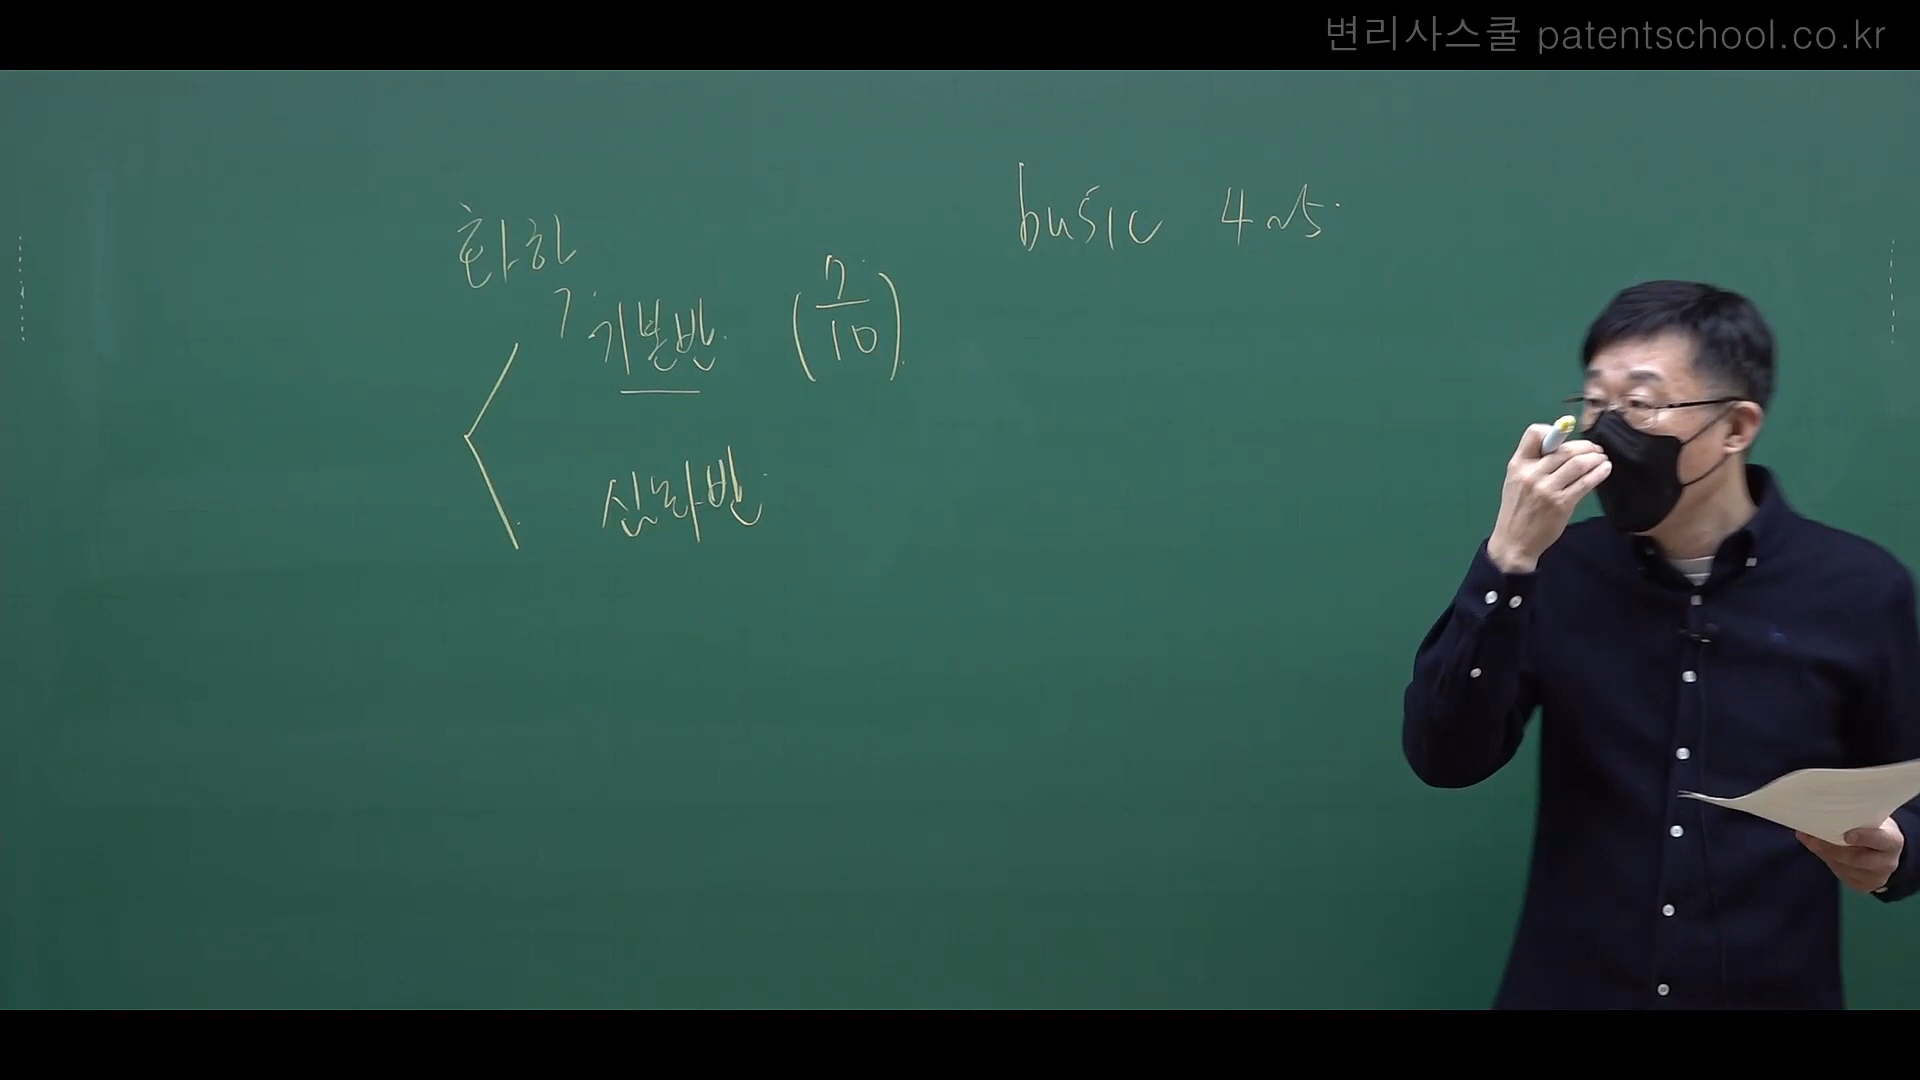 변리사스쿨 patentschool.co.kr
basic 4~5
화학
기본반 (7/10)
심화반